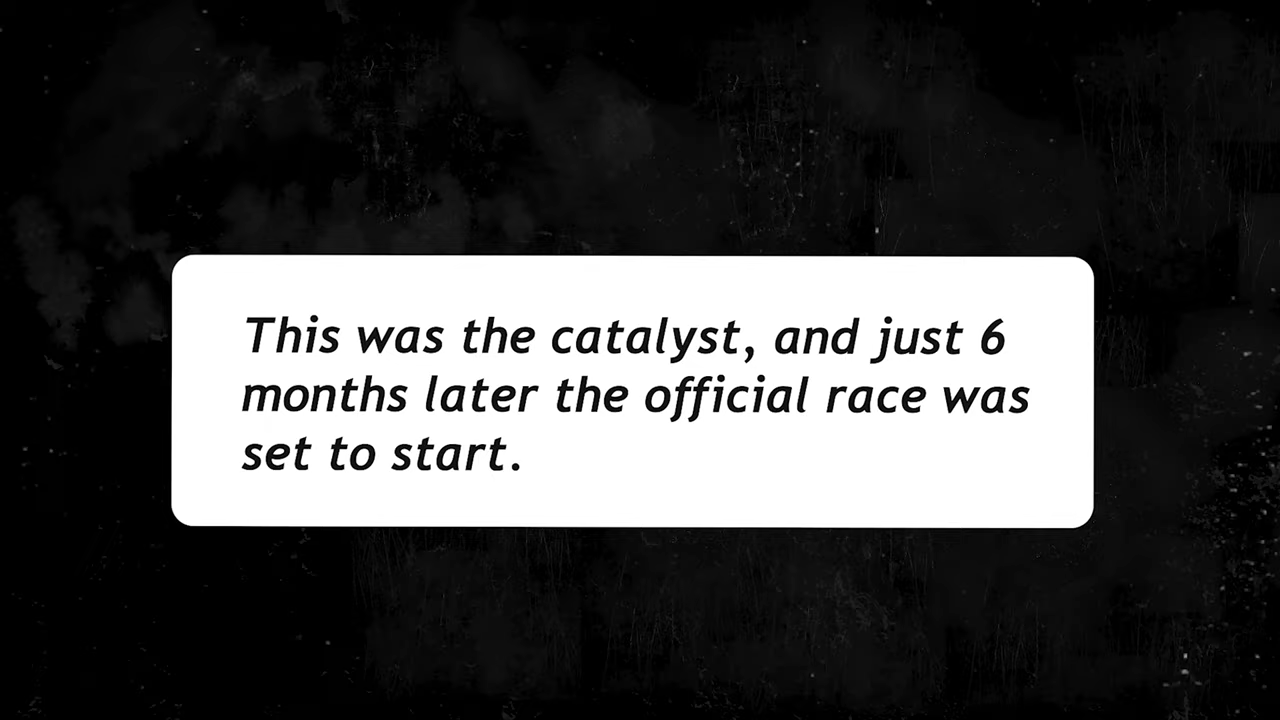 This was the catalyst, and just 6
months later the official race was
set to start.